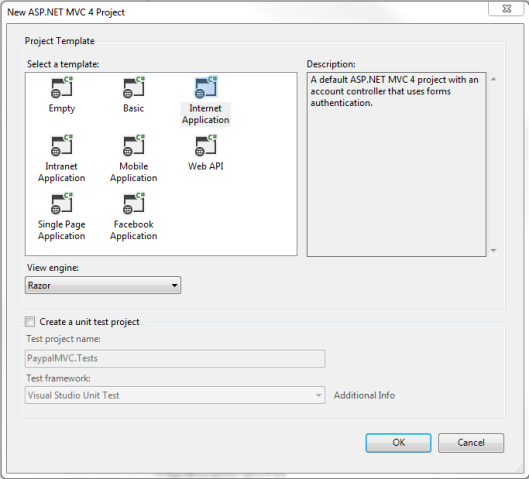 New ASP.NET MVC 4 Project
Project Template
Select a template:
Description:
Empty
Basic
Internet
Application
Intranet
Application
Mobile
Application
Web API
Single Page
Application
Facebook
Application
A default ASP.NET MVC 4 project with an
account controller that uses forms
authentication.
View engine:
Razor
Create a unit test project
Test project name:
PaypalMVC.Tests
Test framework:
Visual Studio Unit Test
Additional Info
OK
Cancel